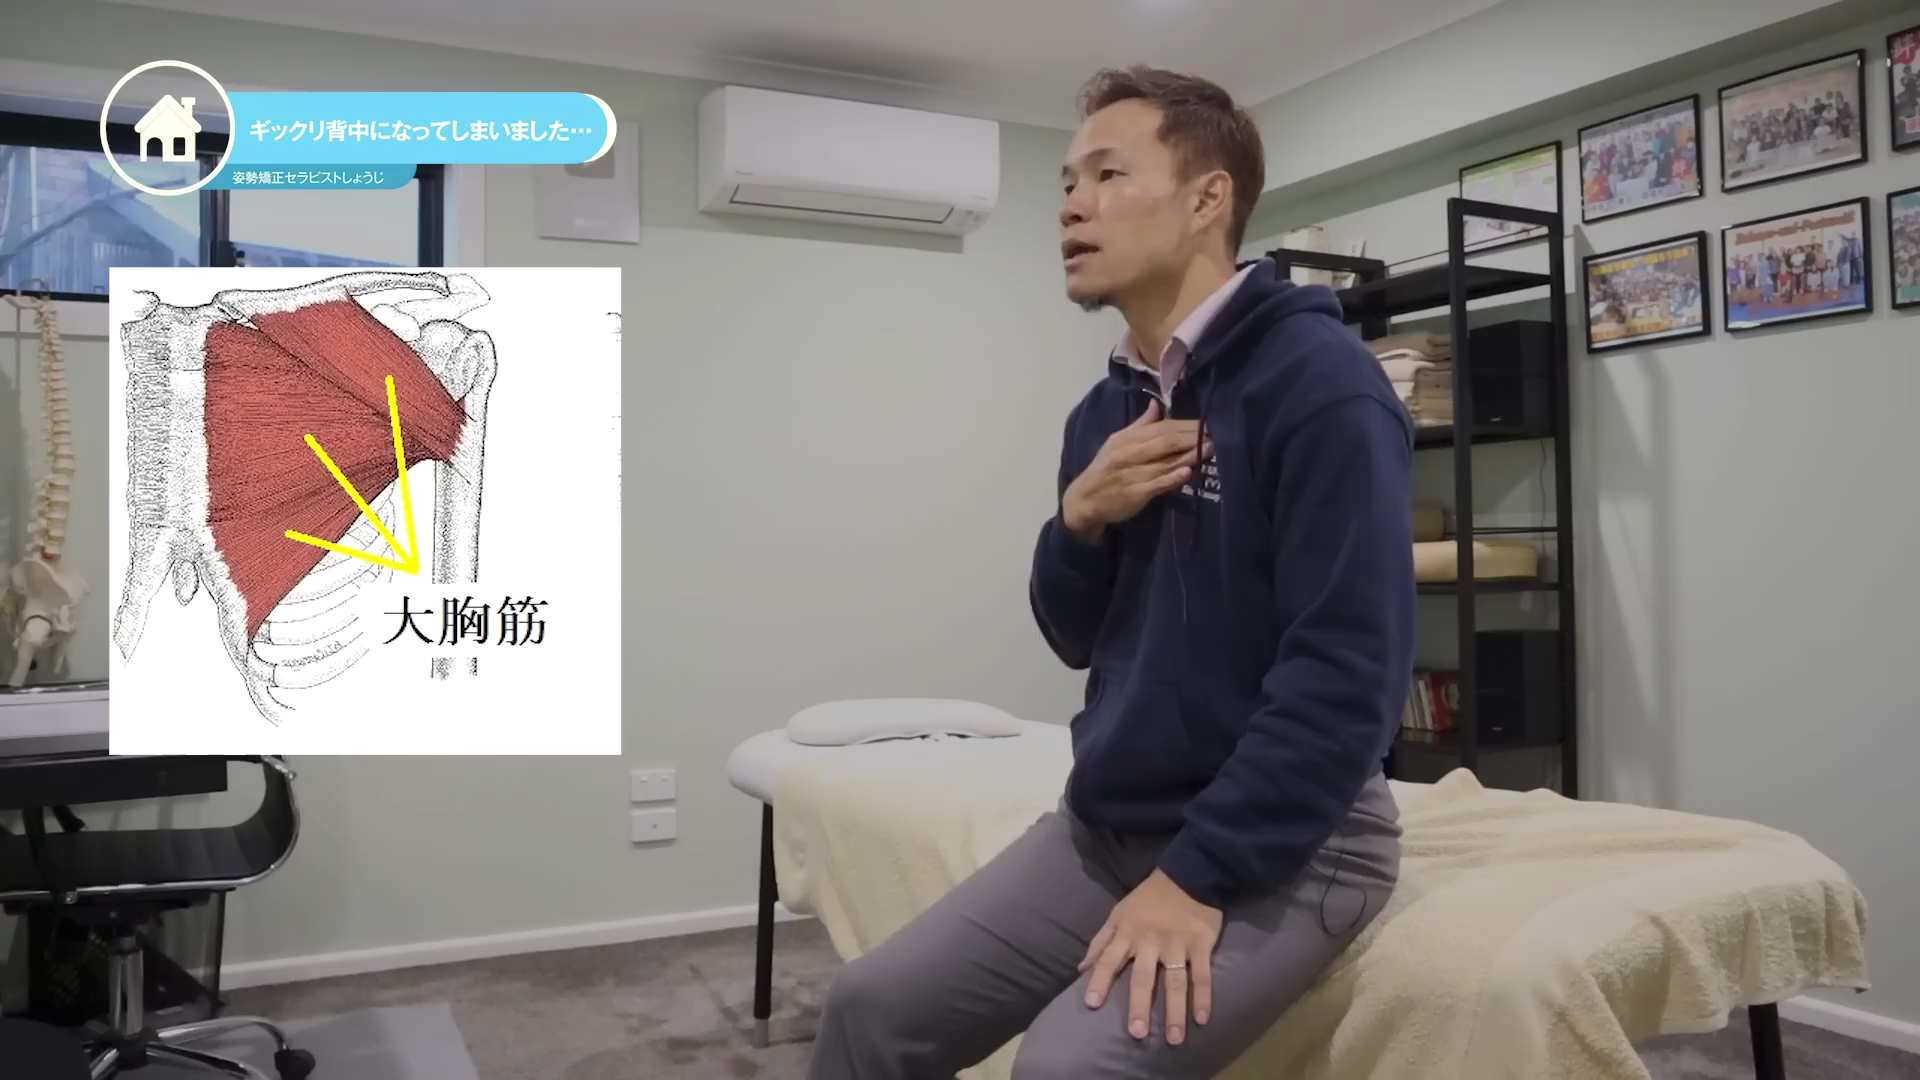 ギックリ背中になってしまいました…
姿勢矯正セラピストしょうじ
大胸筋